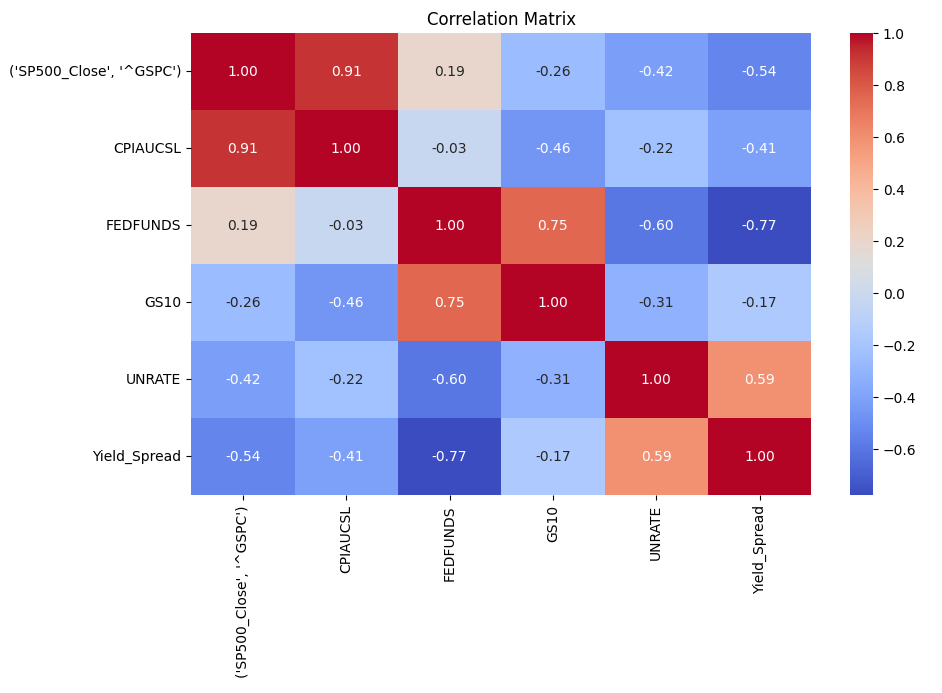 Correlation Matrix
('SP500_Close', '^GSPC') 1.00 0.91 0.19 -0.26 -0.42 -0.54
CPIAUCSL 0.91 1.00 -0.03 -0.46 -0.22 -0.41
FEDFUNDS 0.19 -0.03 1.00 0.75 -0.60 -0.77
GS10 -0.26 -0.46 0.75 1.00 -0.31 -0.17
UNRATE -0.42 -0.22 -0.60 -0.31 1.00 0.59
Yield_Spread -0.54 -0.41 -0.77 -0.17 0.59 1.00
('SP500_Close', '^GSPC')
CPIAUCSL
FEDFUNDS
GS10
UNRATE
Yield_Spread
1.0
0.8
0.6
0.4
0.2
0.0
−0.2
−0.4
−0.6